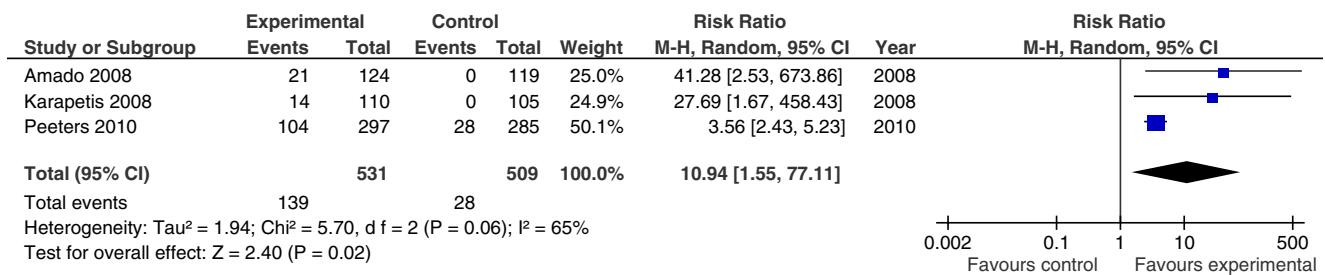 Experimental Control Risk Ratio Risk Ratio
Study or Subgroup Events Total Events Total Weight M-H, Random, 95% CI Year M-H, Random, 95% CI
Amado 2008 21 124 0 119 25.0% 41.28 [2.53, 673.86] 2008
Karapetis 2008 14 110 0 105 24.9% 27.69 [1.67, 458.43] 2008
Peeters 2010 104 297 28 285 50.1% 3.56 [2.43, 5.23] 2010
Total (95% CI) 531 509 100.0% 10.94 [1.55, 77.11]
Total events 139 28
Heterogeneity: Tau² = 1.94; Chi² = 5.70, d f = 2 (P = 0.06); I² = 65%
Test for overall effect: Z = 2.40 (P = 0.02)
0.002 0.1 1 10 500
Favours control Favours experimental